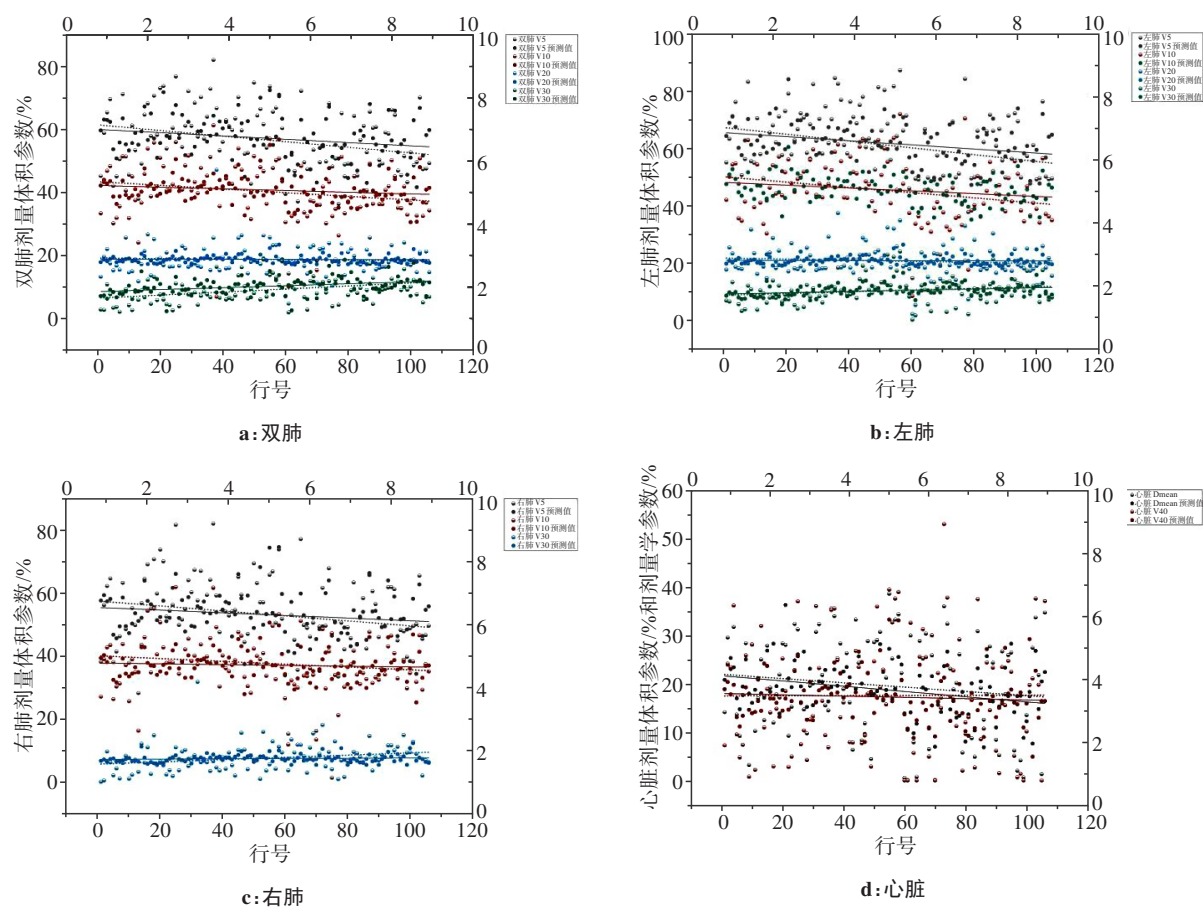 0 2 4 6 8 10
双肺剂量体积参数/%
80
60
40
20
0
10
8
6
4
2
0
双肺 V5
双肺 V5 预测值
双肺 V10
双肺 V10 预测值
双肺 V20
双肺 V20 预测值
双肺 V30
双肺 V30 预测值
0 20 40 60 80 100 120
行号
a:双肺
0 2 4 6 8 10
左肺剂量体积参数/%
100
80
60
40
20
0
10
8
6
4
2
0
左肺 V5
左肺 V5 预测值
左肺 V10
左肺 V10 预测值
左肺 V20
左肺 V20 预测值
左肺 V30
左肺 V30 预测值
0 20 40 60 80 100 120
行号
b:左肺
0 2 4 6 8 10
右肺剂量体积参数/%
80
60
40
20
0
10
8
6
4
2
0
右肺 V5
右肺 V5 预测值
右肺 V10
右肺 V10 预测值
右肺 V30
右肺 V30 预测值
0 20 40 60 80 100 120
行号
c:右肺
0 2 4 6 8 10
心脏剂量体积参数/%和剂量学参数/%
60
50
40
30
20
10
0
10
8
6
4
2
0
心脏 Dmean
心脏 Dmean 预测值
心脏 V40
心脏 V40 预测值
0 20 40 60 80 100 120
行号
d:心脏